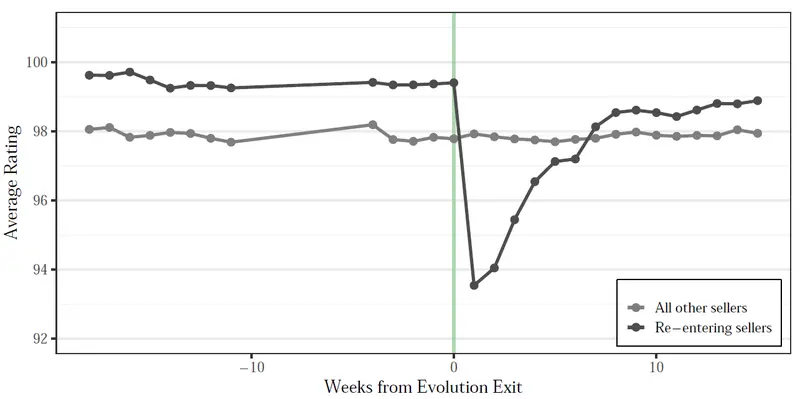 100
98
96
94
92
Average Rating
All other sellers
Re−entering sellers
−10
0
10
Weeks from Evolution Exit